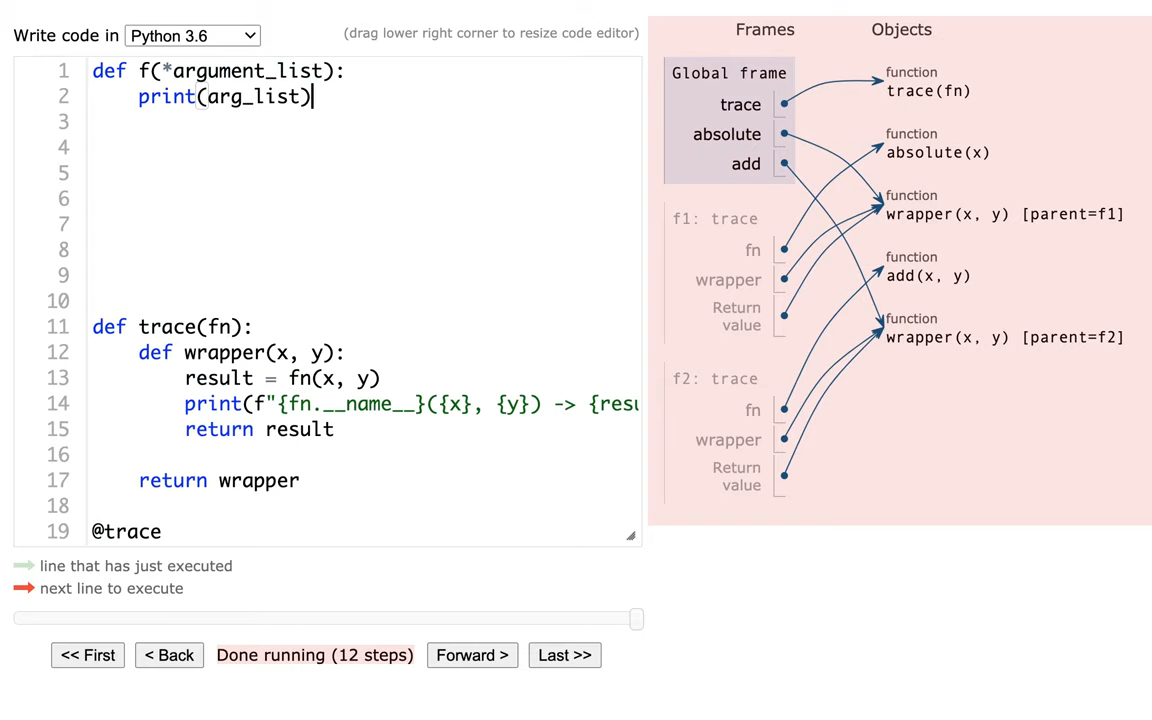 Write code in Python 3.6
(drag lower right corner to resize code editor)
1 def f(*argument_list):
2     print(arg_list)
3
4
5
6
7
8
9
10
11 def trace(fn):
12     def wrapper(x, y):
13         result = fn(x, y)
14         print(f"{fn.__name__}({x}, {y}) -> {resu
15         return result
16
17     return wrapper
18
19 @trace
line that has just executed
next line to execute
<< First < Back Done running (12 steps) Forward > Last >>
Frames Objects
Global frame
trace
absolute
add
f1: trace
fn
wrapper
Return
value
f2: trace
fn
wrapper
Return
value
function
trace(fn)
function
absolute(x)
function
wrapper(x, y) [parent=f1]
function
add(x, y)
function
wrapper(x, y) [parent=f2]